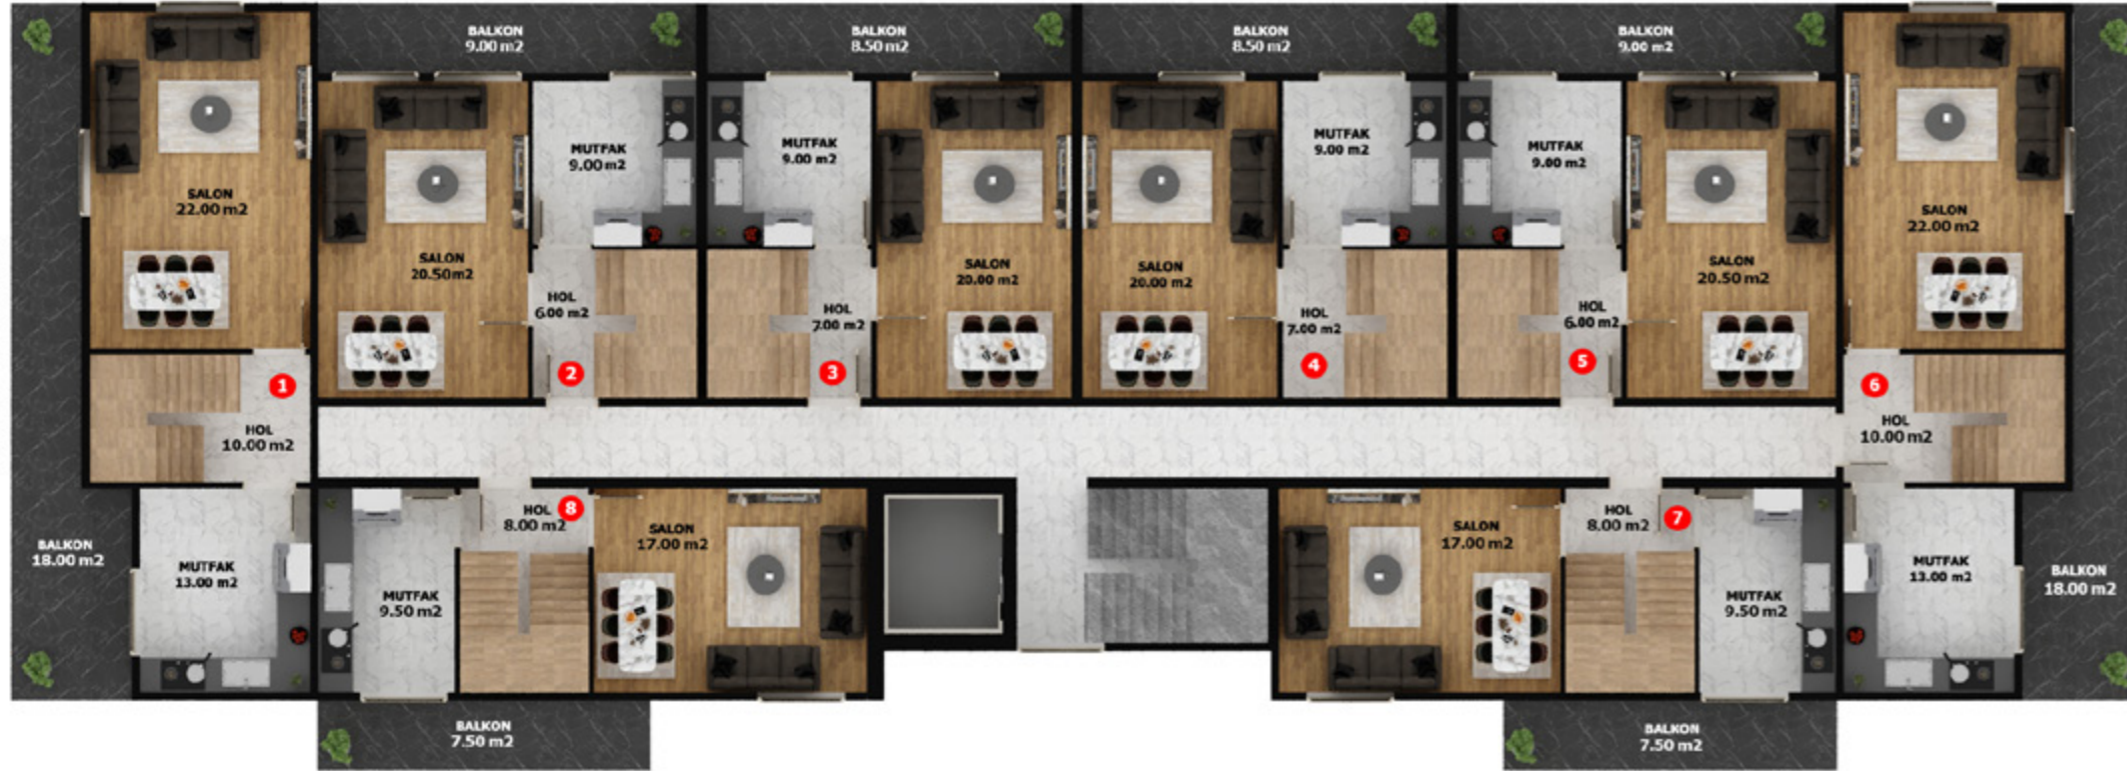 BALKON
9.00 m2
BALKON
8.50 m2
BALKON
8.50 m2
BALKON
9.00 m2
SALON
22.00 m2
MUTFAK
9.00 m2
MUTFAK
9.00 m2
MUTFAK
9.00 m2
MUTFAK
9.00 m2
SALON
22.00 m2
SALON
20.50 m2
HOL
6.00 m2
HOL
7.00 m2
SALON
20.00 m2
SALON
20.00 m2
HOL
7.00 m2
HOL
6.00 m2
SALON
20.50 m2
1
2
3
4
5
6
HOL
10.00 m2
HOL
10.00 m2
BALKON
18.00 m2
MUTFAK
13.00 m2
MUTFAK
9.50 m2
HOL
8.00 m2
8
SALON
17.00 m2
SALON
17.00 m2
HOL
8.00 m2
7
MUTFAK
9.50 m2
MUTFAK
13.00 m2
BALKON
18.00 m2
BALKON
7.50 m2
BALKON
7.50 m2